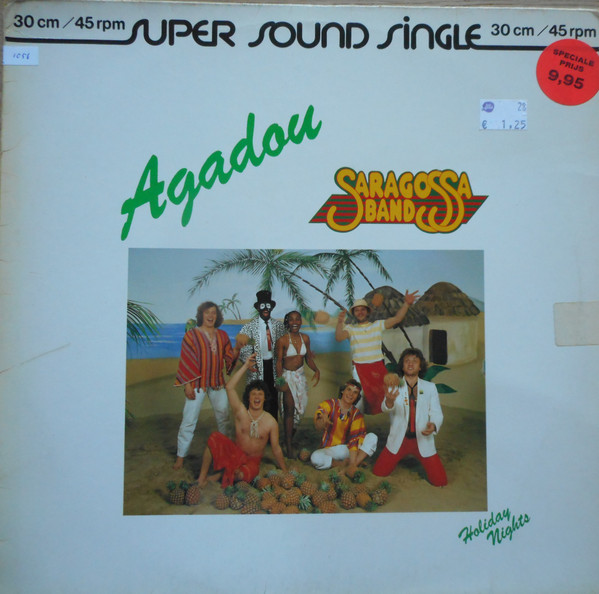 30 cm / 45 rpm SUPER SOUND SINGLE 30 cm / 45 rpm
SPECIALE
PRIJS
9,95
28
€ 1,25
Agadou
SARAGOSSA
BAND
Holiday
Nights